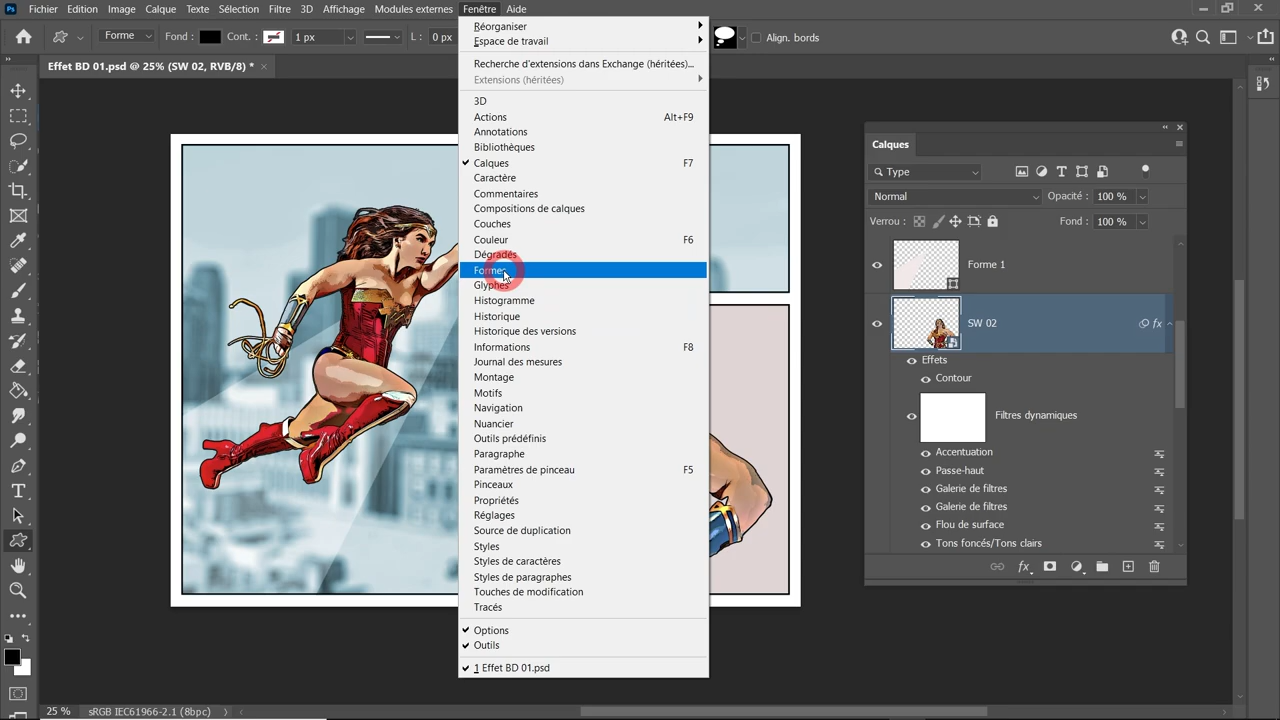 Ps Fichier Edition Image Calque Texte Sélection Filtre 3D Affichage Modules externes Fenêtre Aide
Forme Fond : Cont. : 1 px L : 0 px Align. bords
Effet BD 01.psd @ 25% (SW 02, RVB/8) * ×
Réorganiser
Espace de travail
Recherche d'extensions dans Exchange (héritées)...
Extensions (héritées)
3D
Actions Alt+F9
Annotations
Bibliothèques
Calques F7
Caractère
Commentaires
Compositions de calques
Couches
Couleur F6
Dégradés
Formes
Glyphes
Histogramme
Historique
Historique des versions
Informations F8
Journal des mesures
Montage
Motifs
Navigation
Nuancier
Outils prédéfinis
Paragraphe
Paramètres de pinceau F5
Pinceaux
Propriétés
Réglages
Source de duplication
Styles
Styles de caractères
Styles de paragraphes
Touches de modification
Tracés
Options
Outils
1 Effet BD 01.psd
Calques
Type
Normal Opacité : 100 %
Verrou : Fond : 100 %
Forme 1
SW 02 fx
Effets
Contour
Filtres dynamiques
Accentuation
Passe-haut
Galerie de filtres
Galerie de filtres
Flou de surface
Tons foncés/Tons clairs
fx
25 % sRGB IEC61966-2.1 (8bpc)